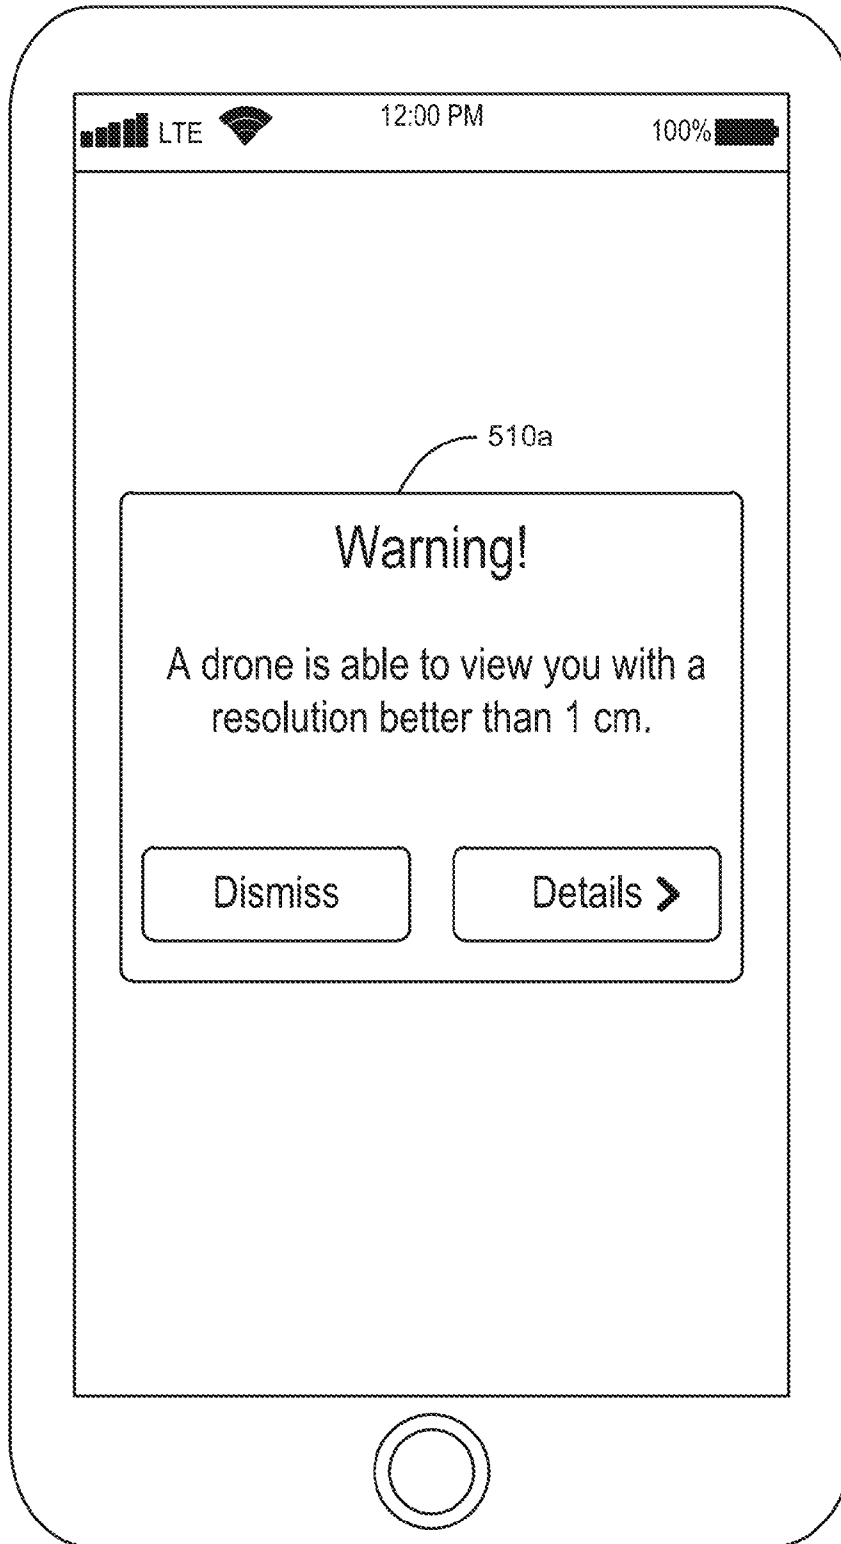 LTE 12:00 PM 100%
510a
Warning!
A drone is able to view you with a
resolution better than 1 cm.
Dismiss Details >